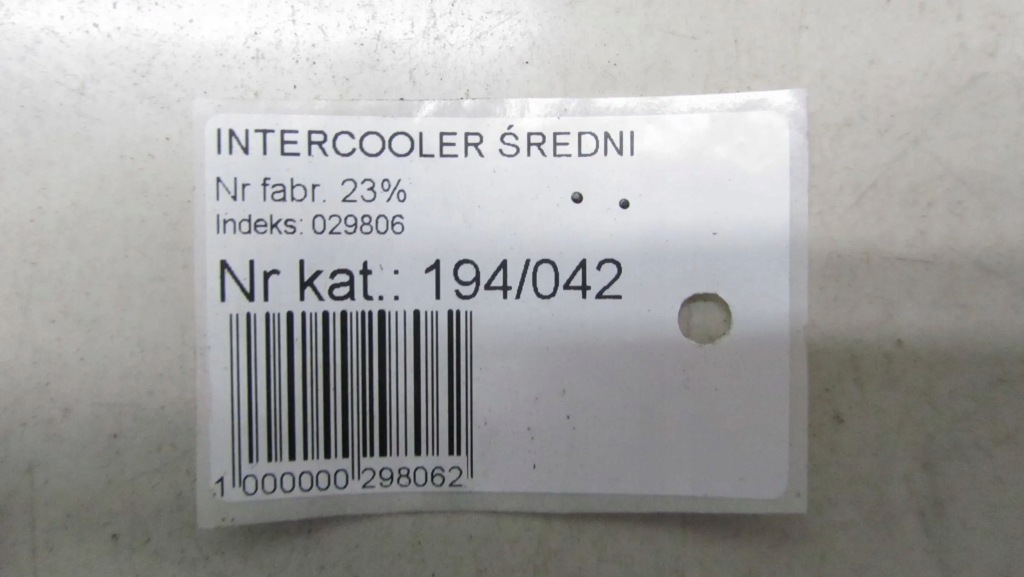 INTERCOOLER ŚREDNI
Nr fabr. 23%
Indeks: 029806
Nr kat.: 194/042
1 000000 298062